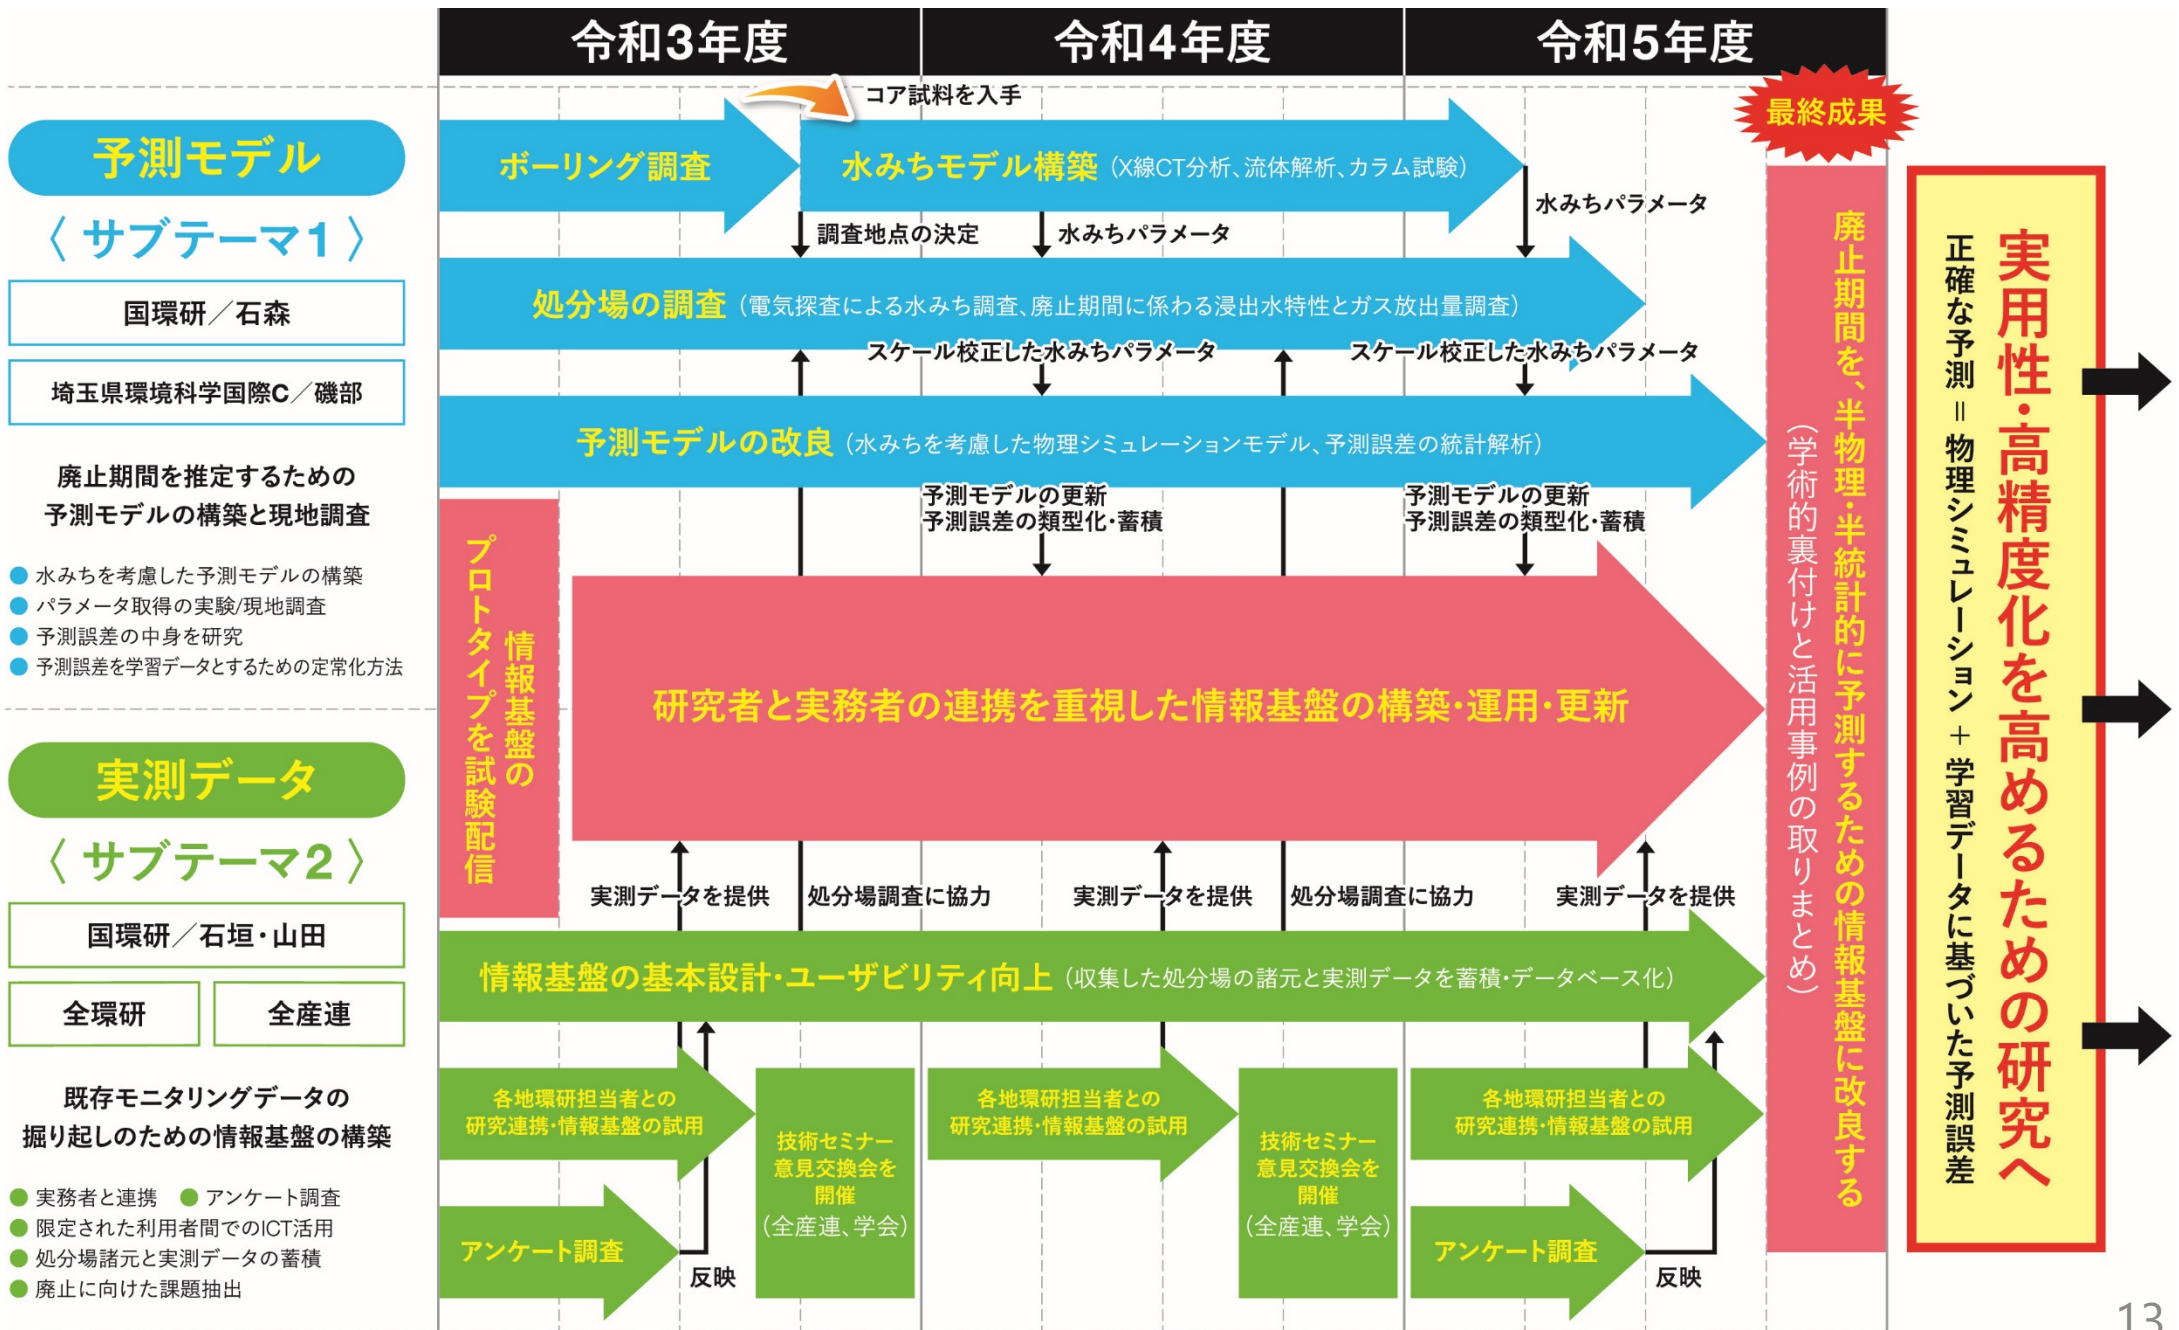 令和3年度
令和4年度
令和5年度
予測モデル
〈 サブテーマ1 〉
国環研／石森
埼玉県環境科学国際C／磯部
廃止期間を推定するための
予測モデルの構築と現地調査
● 水みちを考慮した予測モデルの構築
● パラメータ取得の実験/現地調査
● 予測誤差の中身を研究
● 予測誤差を学習データとするための定常化方法
実測データ
〈 サブテーマ2 〉
国環研／石垣・山田
全環研
全産連
既存モニタリングデータの
掘り起しのための情報基盤の構築
● 実務者と連携 ● アンケート調査
● 限定された利用者間でのICT活用
● 処分場諸元と実測データの蓄積
● 廃止に向けた課題抽出
コア試料を入手
ボーリング調査
水みちモデル構築（X線CT分析、流体解析、カラム試験）
調査地点の決定
水みちパラメータ
水みちパラメータ
処分場の調査（電気探査による水みち調査、廃止期間に係わる浸出水特性とガス放出量調査）
スケール校正した水みちパラメータ
スケール校正した水みちパラメータ
予測モデルの改良（水みちを考慮した物理シミュレーションモデル、予測誤差の統計解析）
予測モデルの更新
予測誤差の類型化・蓄積
予測モデルの更新
予測誤差の類型化・蓄積
情報基盤の
プロトタイプを試験配信
研究者と実務者の連携を重視した情報基盤の構築・運用・更新
実測データを提供
処分場調査に協力
実測データを提供
処分場調査に協力
実測データを提供
情報基盤の基本設計・ユーザビリティ向上（収集した処分場の諸元と実測データを蓄積・データベース化）
各地環研担当者との
研究連携・情報基盤の試用
技術セミナー
意見交換会を
開催
（全産連、学会）
各地環研担当者との
研究連携・情報基盤の試用
技術セミナー
意見交換会を
開催
（全産連、学会）
各地環研担当者との
研究連携・情報基盤の試用
アンケート調査
反映
アンケート調査
反映
最終成果
廃止期間を、半物理・半統計的に予測するための情報基盤に改良する
（学術的裏付けと活用事例の取りまとめ）
実用性・高精度化を高めるための研究へ
正確な予測＝物理シミュレーション＋学習データに基づいた予測誤差
13